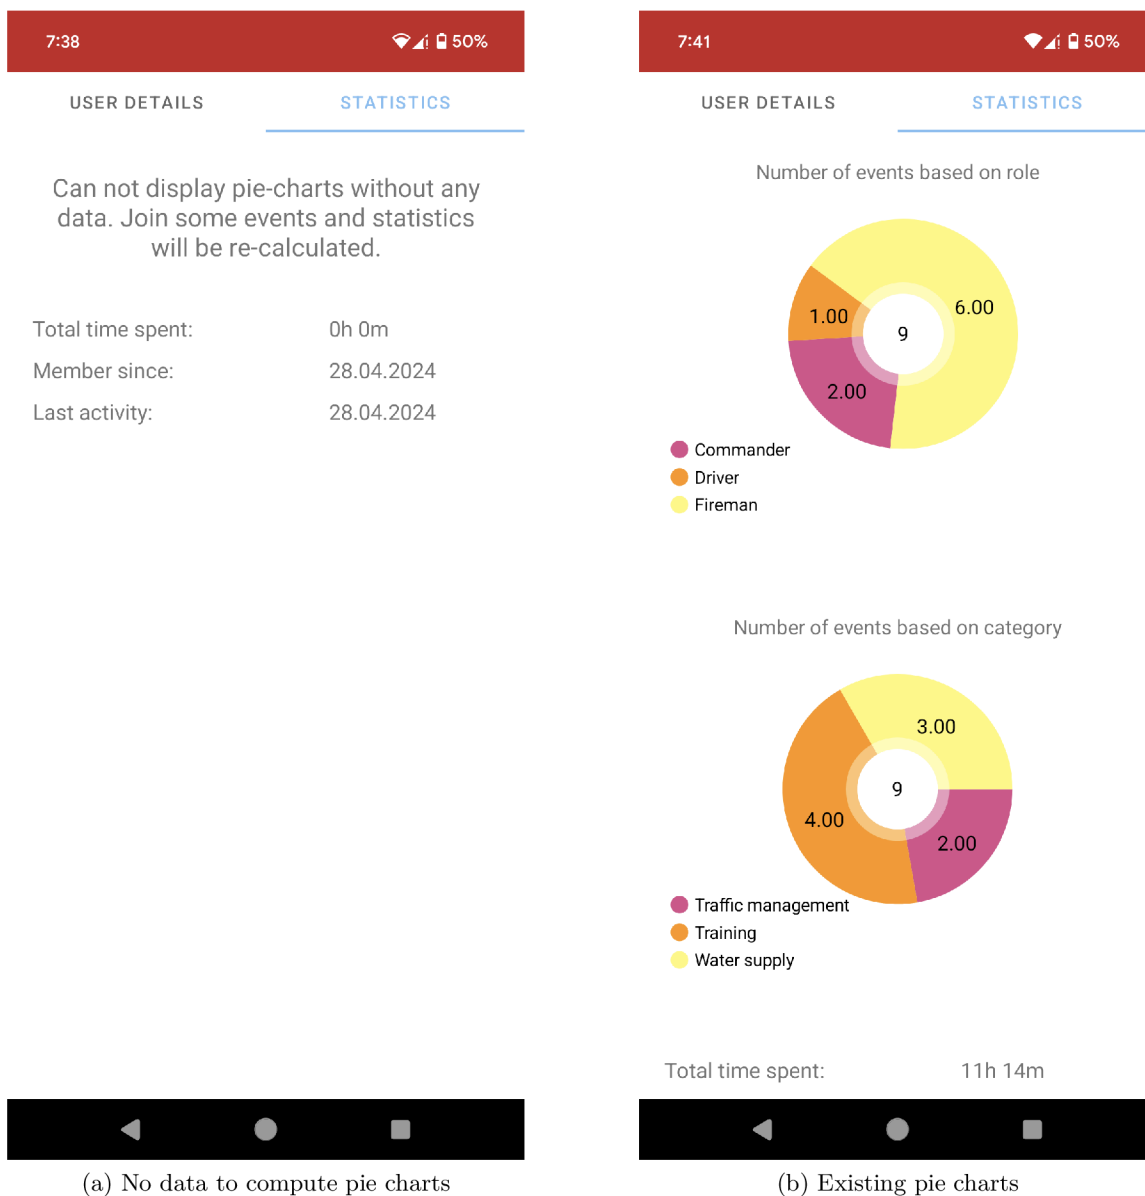 7:38
50%
USER DETAILS
STATISTICS
Can not display pie-charts without any
data. Join some events and statistics
will be re-calculated.
Total time spent: 0h 0m
Member since: 28.04.2024
Last activity: 28.04.2024
(a) No data to compute pie charts
7:41
50%
USER DETAILS
STATISTICS
Number of events based on role
6.00
1.00
9
2.00
Commander
Driver
Fireman
Number of events based on category
3.00
9
4.00
2.00
Traffic management
Training
Water supply
Total time spent: 11h 14m
(b) Existing pie charts